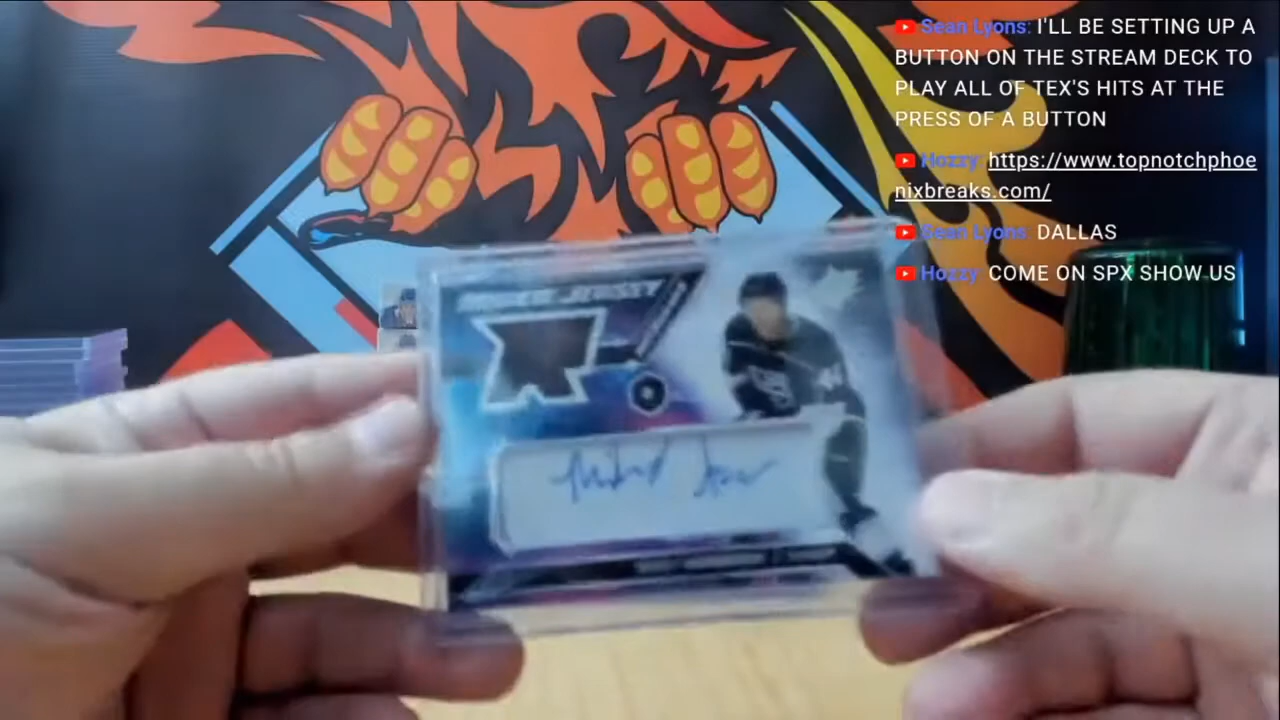 Sean Lyons: I'LL BE SETTING UP A
BUTTON ON THE STREAM DECK TO
PLAY ALL OF TEX'S HITS AT THE
PRESS OF A BUTTON
Hozzy: https://www.topnotchphoe
nixbreaks.com/
Sean Lyons: DALLAS
Hozzy: COME ON SPX SHOW US
JERSEY